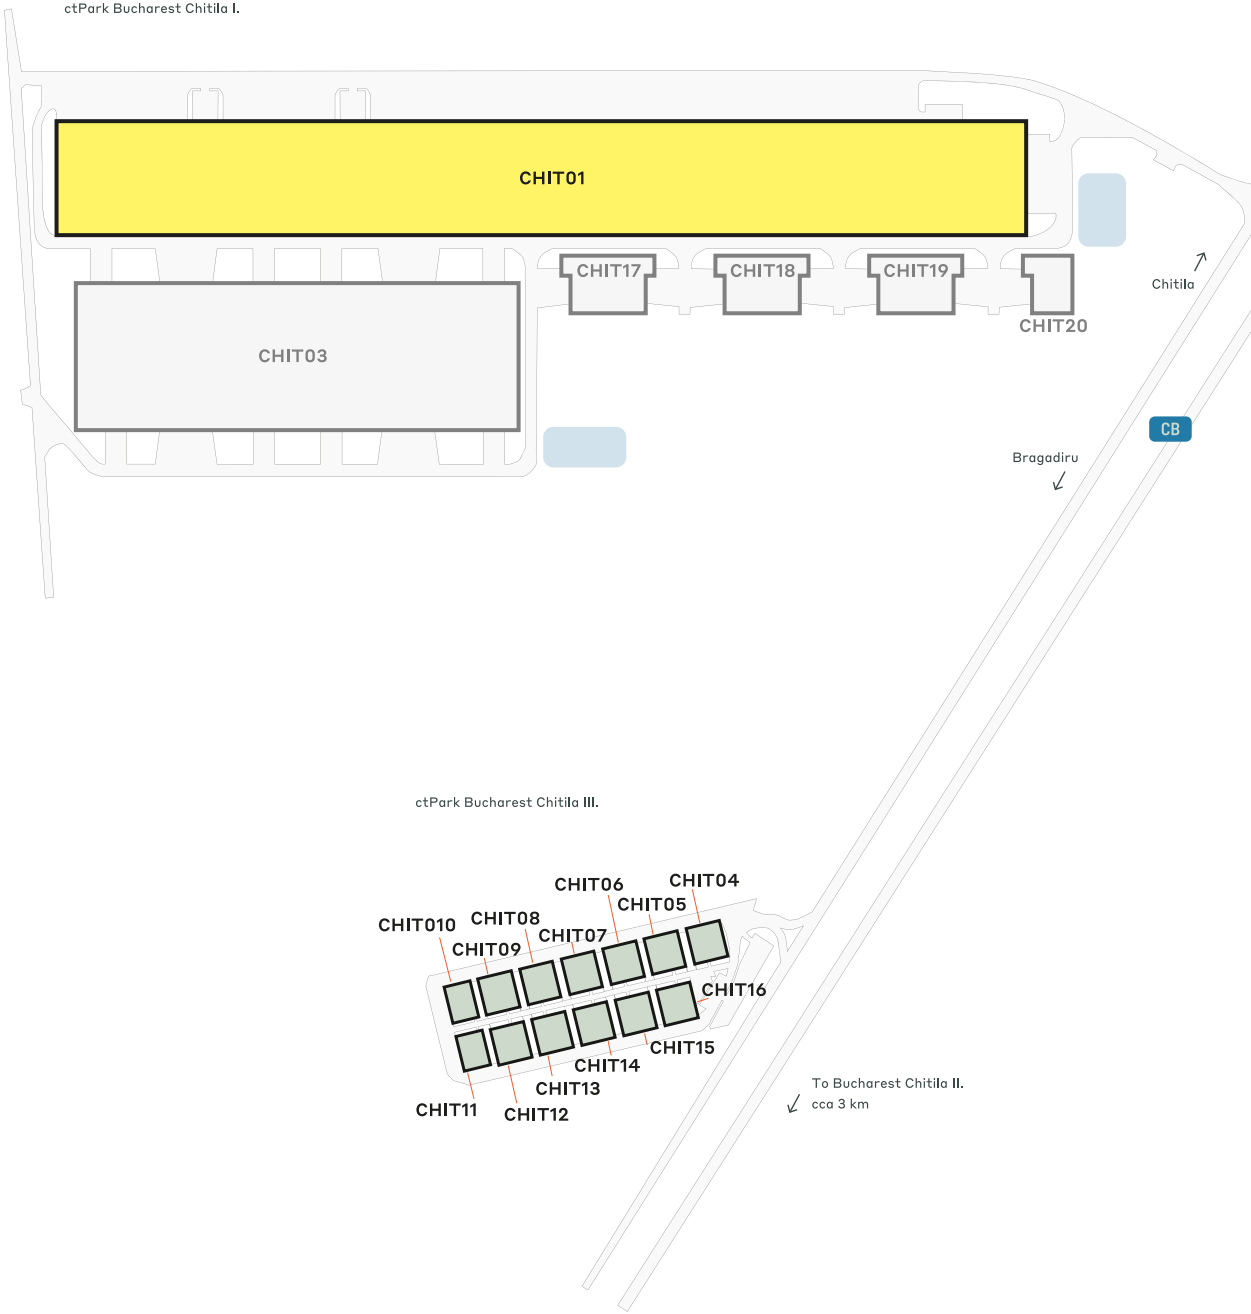 ctPark Bucharest Chitila I.
CHIT01
CHIT17
CHIT18
CHIT19
CHIT20
CHIT03
Chitila
CB
Bragadiru
ctPark Bucharest Chitila III.
CHIT04
CHIT06
CHIT05
CHIT08
CHIT010
CHIT07
CHIT09
CHIT16
CHIT15
CHIT14
CHIT13
CHIT11
CHIT12
To Bucharest Chitila II.
cca 3 km